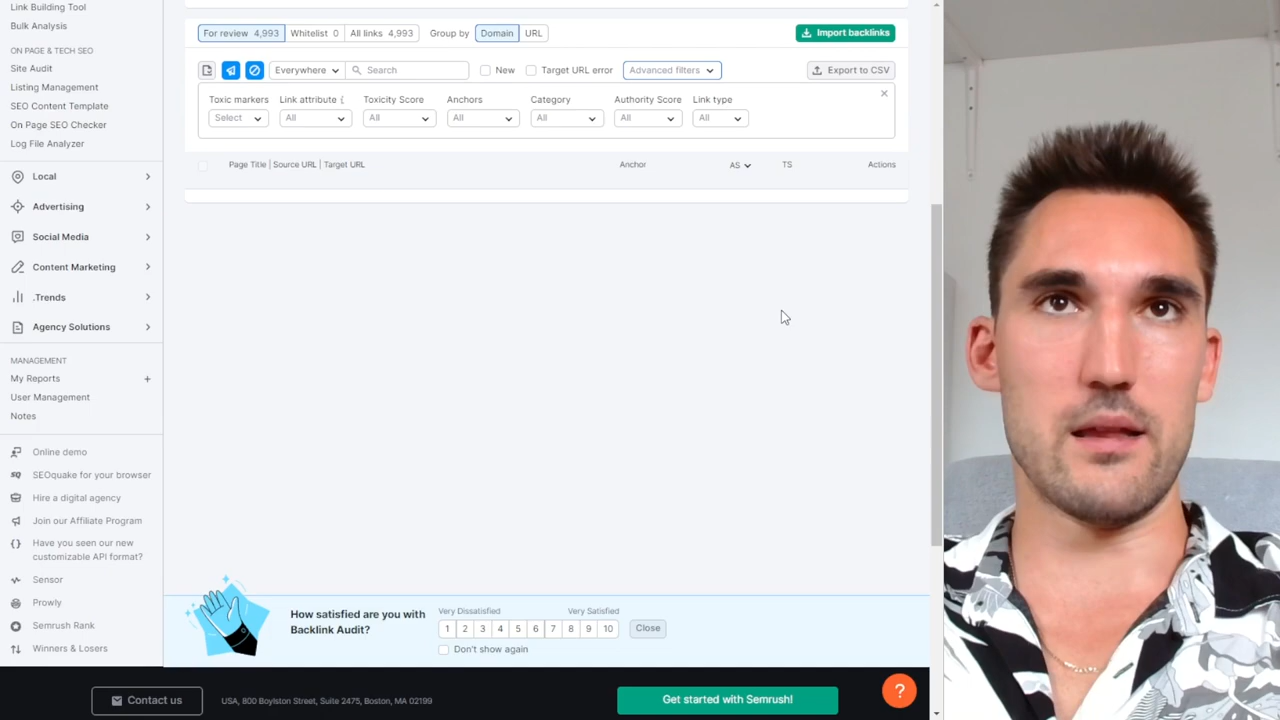 Link Building Tool
Bulk Analysis
ON PAGE & TECH SEO
Site Audit
Listing Management
SEO Content Template
On Page SEO Checker
Log File Analyzer
Local
Advertising
Social Media
Content Marketing
.Trends
Agency Solutions
MANAGEMENT
My Reports +
User Management
Notes
Online demo
SEOquake for your browser
Hire a digital agency
Join our Affiliate Program
Have you seen our new
customizable API format?
Sensor
Prowly
Semrush Rank
Winners & Losers
For review 4,993 Whitelist 0 All links 4,993 Group by Domain URL Import backlinks
Everywhere Search New Target URL error Advanced filters Export to CSV
Toxic markers Link attribute Toxicity Score Anchors Category Authority Score Link type
Select All All All All All All
Page Title | Source URL | Target URL Anchor AS TS Actions
How satisfied are you with
Backlink Audit?
Very Dissatisfied Very Satisfied
1 2 3 4 5 6 7 8 9 10 Close
Don't show again
Contact us USA, 800 Boylston Street, Suite 2475, Boston, MA 02199 Get started with Semrush!
?